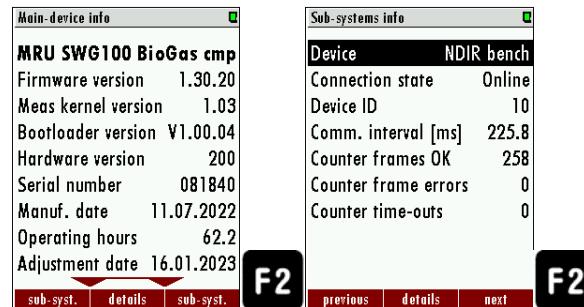 Main-device info
MRU SWG100 BioGas cmp
Firmware version 1.30.20
Meas kernel version 1.03
Bootloader version V1.00.04
Hardware version 200
Serial number 081840
Manuf. date 11.07.2022
Operating hours 62.2
Adjustment date 16.01.2023
sub-syst. details sub-syst.
F2
Sub-systems info
Device NDIR bench
Connection state Online
Device ID 10
Comm. interval [ms] 225.8
Counter frames OK 258
Counter frame errors 0
Counter time-outs 0
previous details next
F2